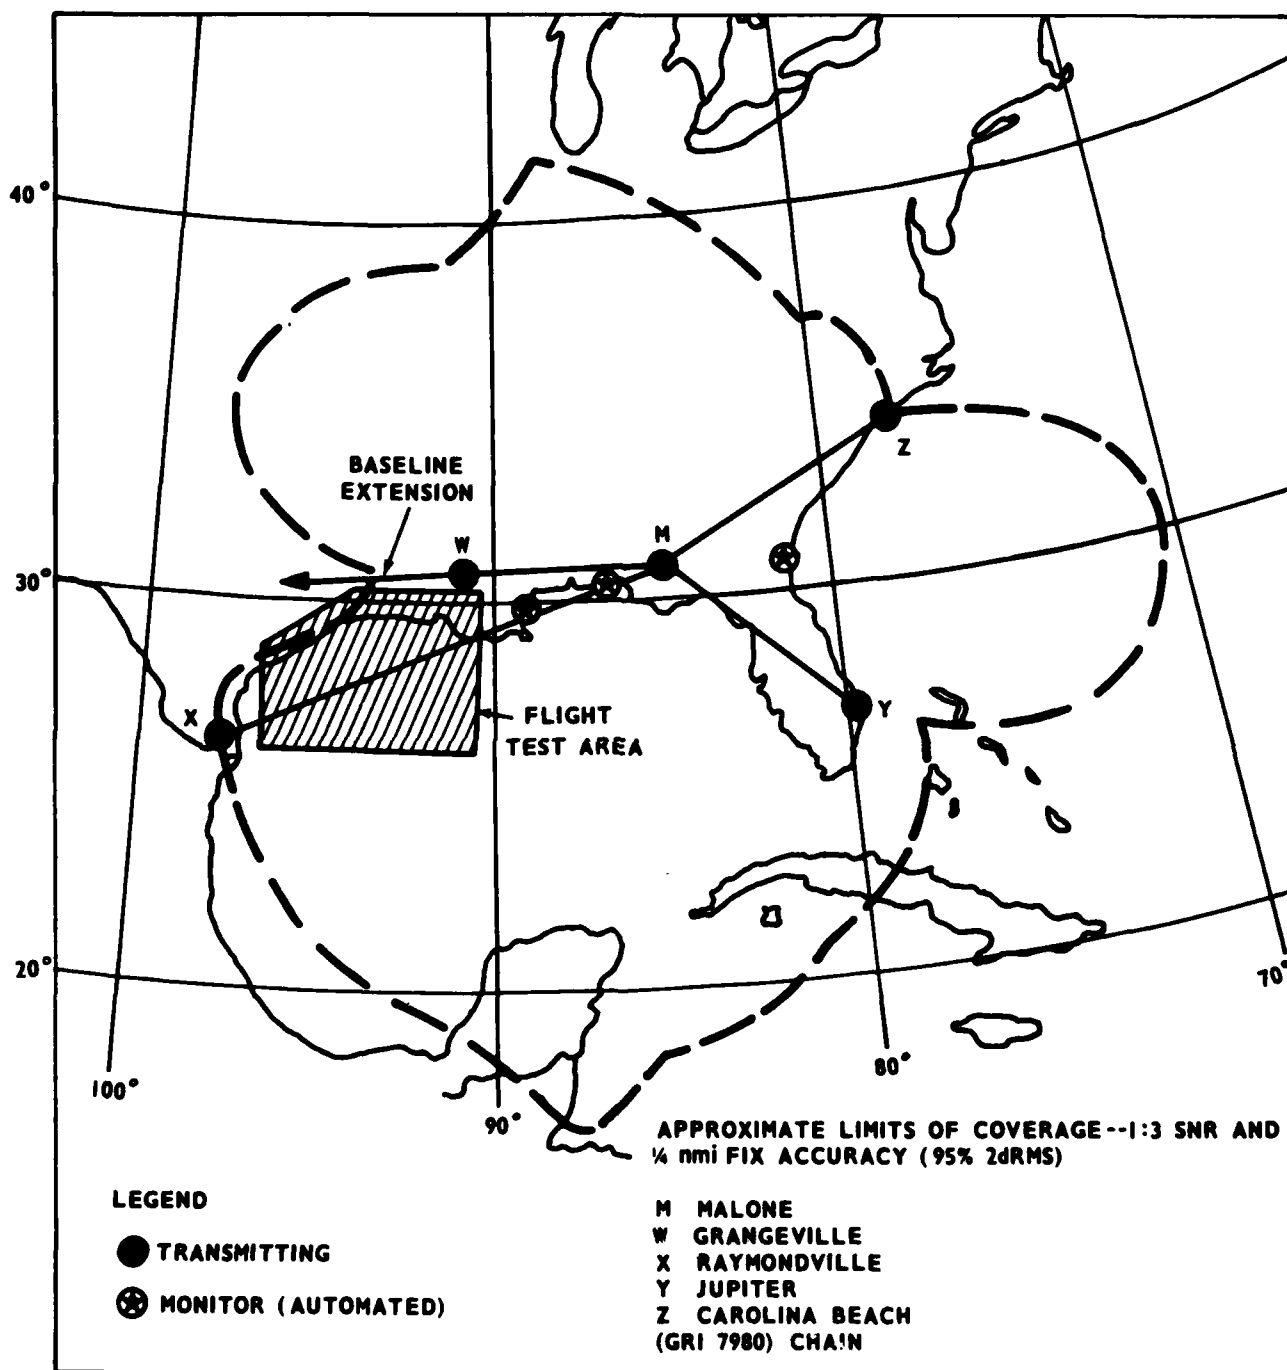 40°
BASELINE
EXTENSION
Z
W
M
30°
X
Y
FLIGHT
TEST AREA
20°
70°
100°
80°
90°
APPROXIMATE LIMITS OF COVERAGE--1:3 SNR AND
¼ nmi FIX ACCURACY (95% 2dRMS)
LEGEND
TRANSMITTING
MONITOR (AUTOMATED)
M MALONE
W GRANGEVILLE
X RAYMONDVILLE
Y JUPITER
Z CAROLINA BEACH
(GRI 7980) CHAIN